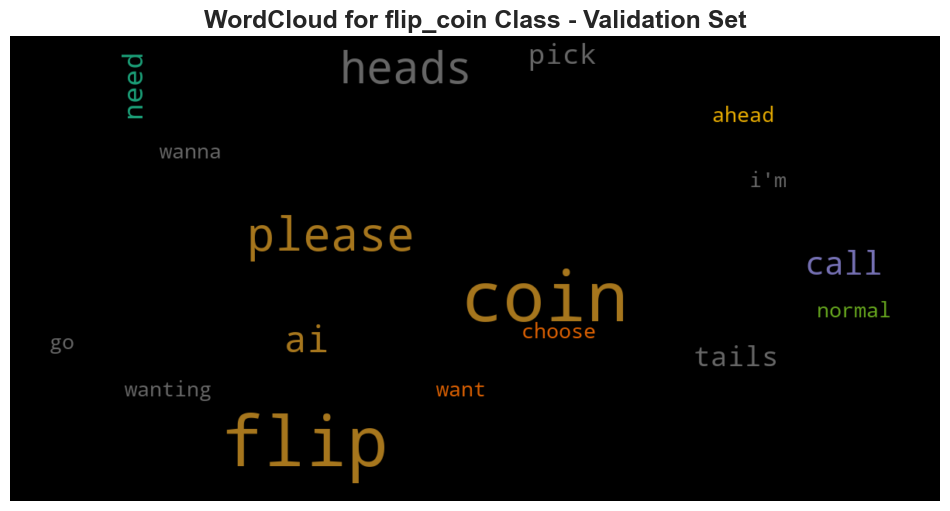 WordCloud for flip_coin Class - Validation Set
need
heads
pick
ahead
wanna
i'm
please
call
coin
normal
choose
ai
go
tails
wanting
want
flip